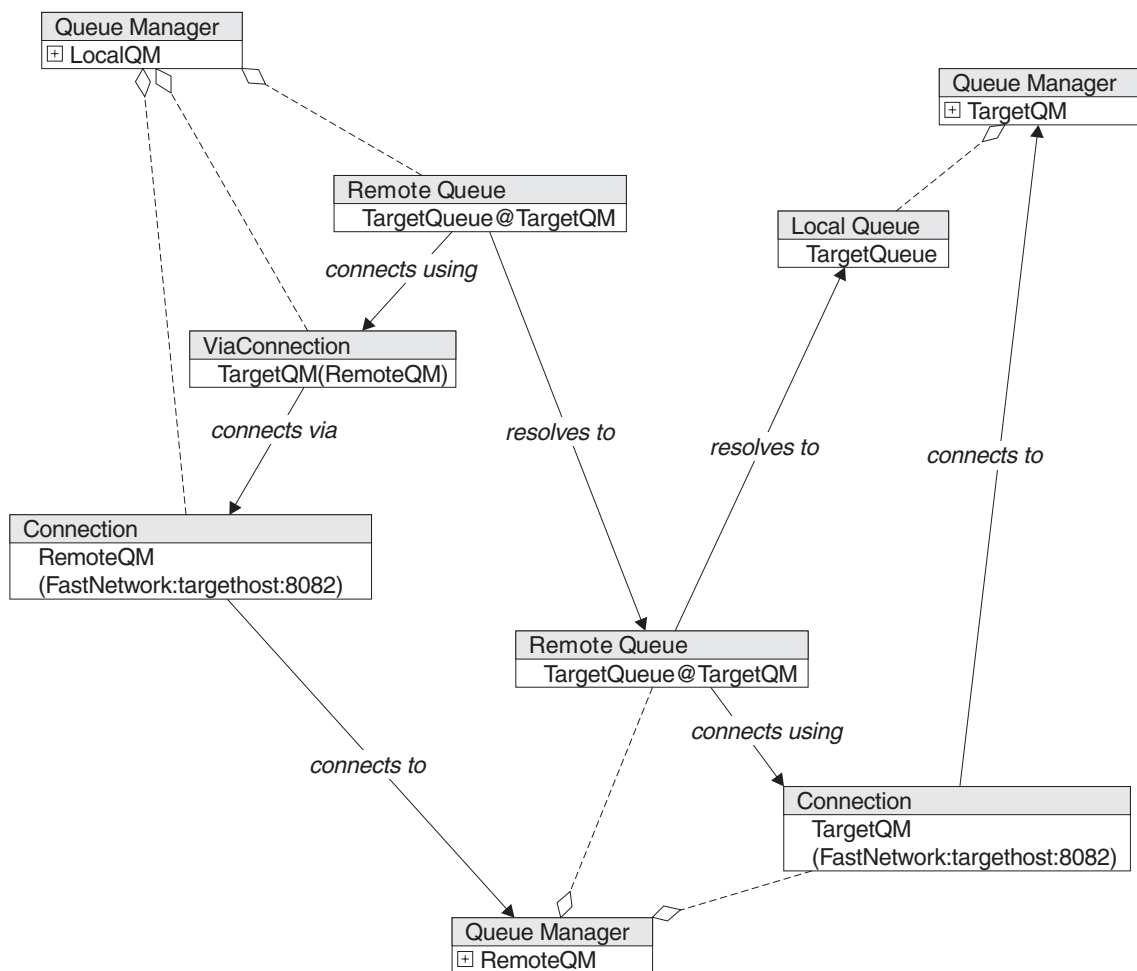 Queue Manager
LocalQM
Queue Manager
TargetQM
Remote Queue
TargetQueue@TargetQM
Local Queue
TargetQueue
connects using
ViaConnection
TargetQM(RemoteQM)
connects via
resolves to
resolves to
connects to
Connection
RemoteQM
(FastNetwork:targethost:8082)
Remote Queue
TargetQueue@TargetQM
connects using
connects to
Connection
TargetQM
(FastNetwork:targethost:8082)
Queue Manager
RemoteQM